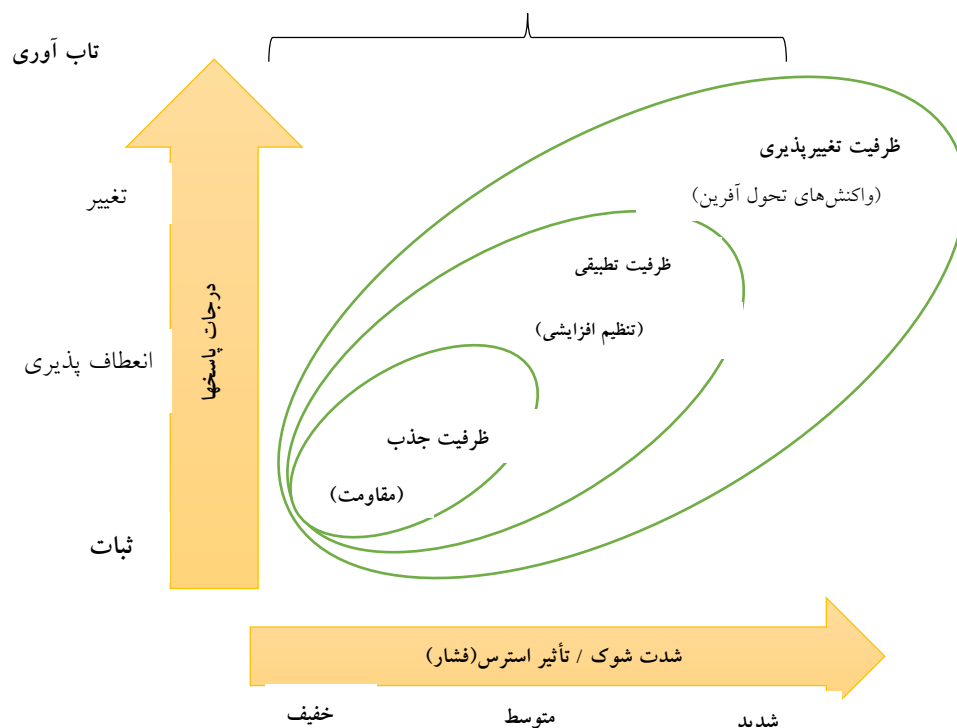 تاب آوری
ظرفیت تغییرپذیری
(واکنش‌های تحول آفرین)
تغییر
ظرفیت تطبیقی
(تنظیم افزایشی)
درجات پاسخها
انعطاف پذیری
ظرفیت جذب
(مقاومت)
ثبات
شدت شوک / تأثیر استرس(فشار)
خفیف
متوسط
شدید